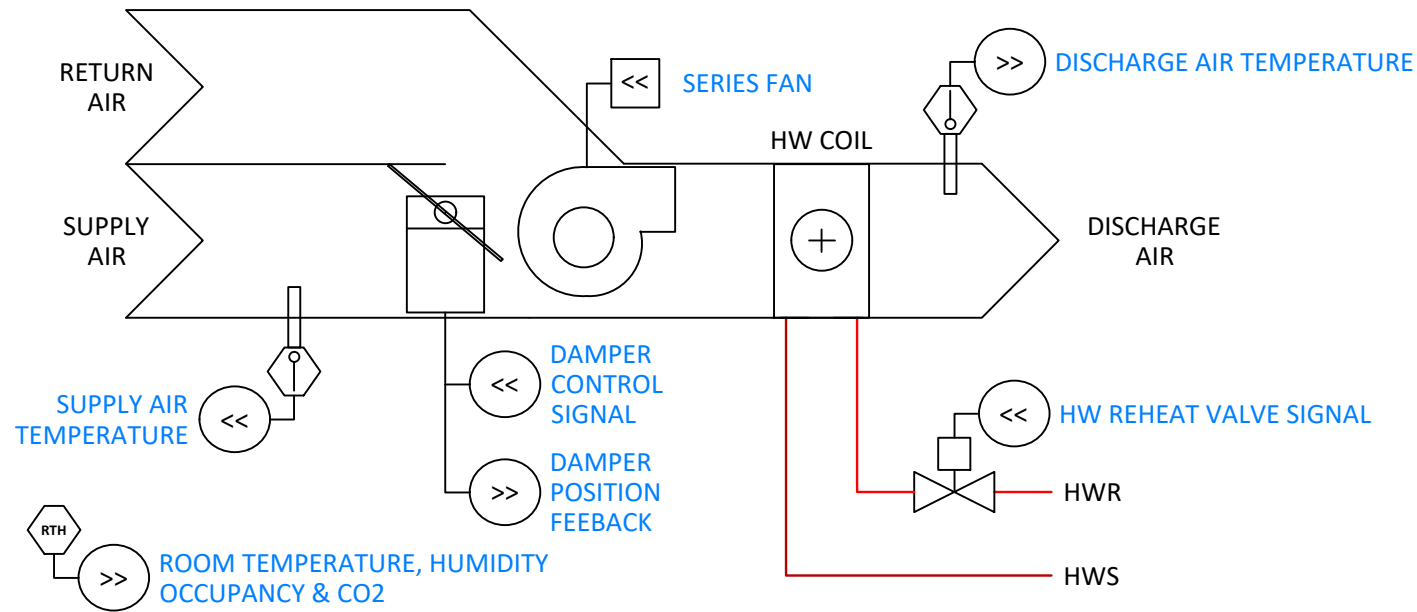 RETURN
AIR
<<
SERIES FAN
>>
DISCHARGE AIR TEMPERATURE
HW COIL
SUPPLY
AIR
DISCHARGE
AIR
SUPPLY AIR
TEMPERATURE
<<
<<
DAMPER
CONTROL
SIGNAL
<<
HW REHEAT VALVE SIGNAL
>>
DAMPER
POSITION
FEEBACK
HWR
RTH
>>
ROOM TEMPERATURE, HUMIDITY
OCCUPANCY & CO2
HWS